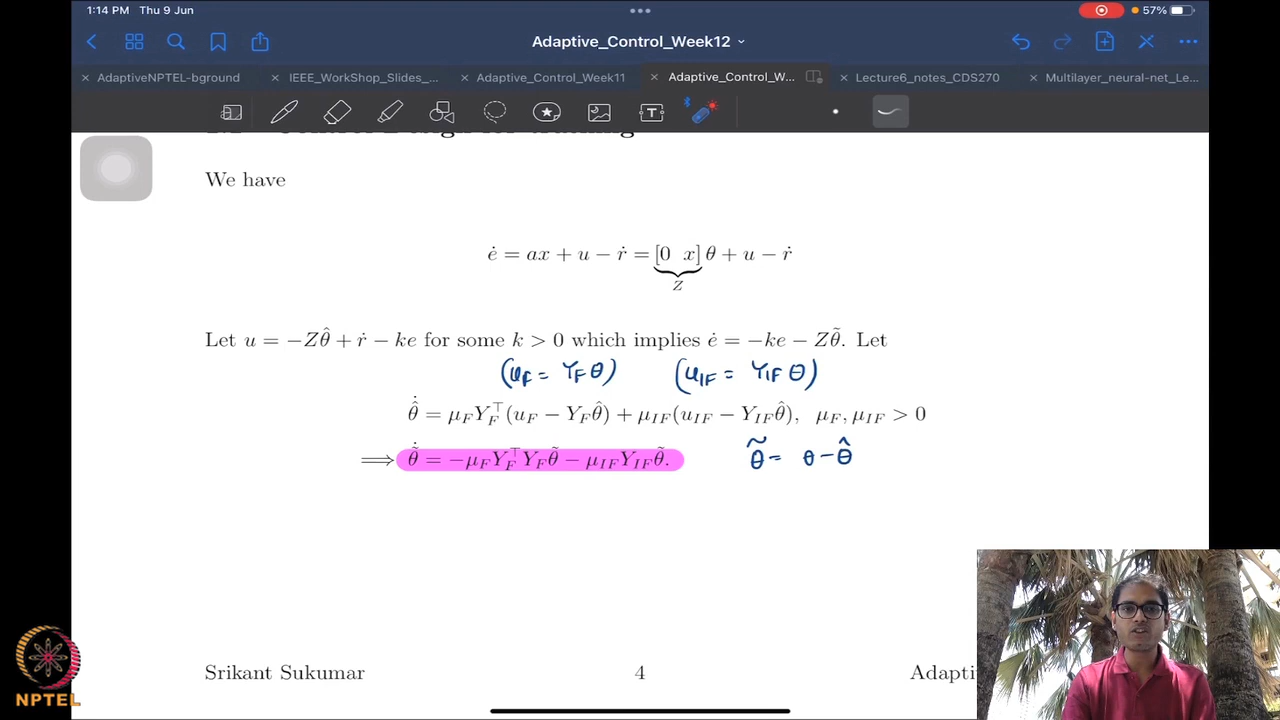 1:14 PM Thu 9 Jun
57%
Adaptive_Control_Week12
AdaptiveNPTEL-bground
IEEE_WorkShop_Slides_...
Adaptive_Control_Week11
Adaptive_Control_W...
Lecture6_notes_CDS270
Multilayer_neural-net_Le...
We have
ė = ax + u − ṙ = [0 x] θ + u − ṙ
Z
Let u = −Zθ̂ + ṙ − ke for some k > 0 which implies ė = −ke − Zθ̃. Let
(u_F = Y_F θ) (u_IF = Y_IF θ)
θ̂̇ = μ_F Y_F^⊤(u_F − Y_F θ̂) + μ_IF(u_IF − Y_IF θ̂), μ_F, μ_IF > 0
⟹ θ̃̇ = −μ_F Y_F^⊤ Y_F θ̃ − μ_IF Y_IF θ̃. θ̃ = θ − θ̂
Srikant Sukumar 4 Adaptiv
NPTEL